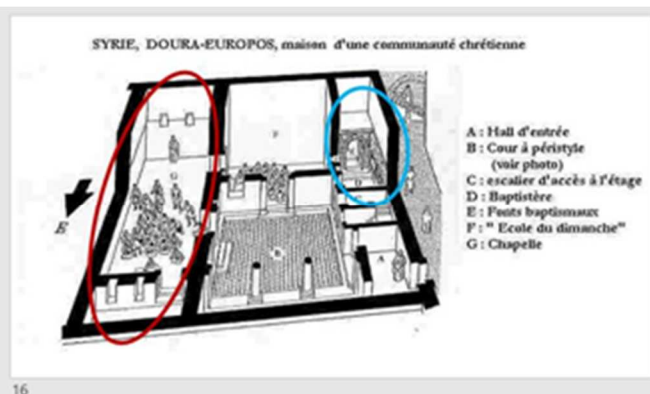 SYRIE, DOURA-EUROPOS, maison d'une communauté chrétienne
A : Hall d'entrée
B : Cour à péristyle
(voir photo)
C : escalier d'accès à l'étage
D : Baptistère
E : Fonts baptismaux
F : " Ecole du dimanche"
G : Chapelle
F
G
D
E
B
A
16